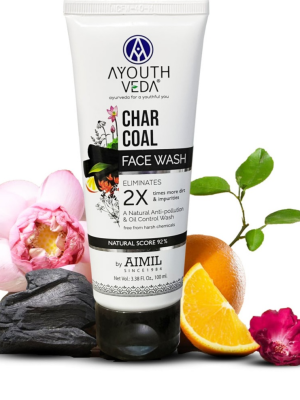 AYOUTH
VEDA®
ayurveda for a youthful you
CHAR
COAL
FACE WASH
ELIMINATES
2X times more dirt
& impurities
A Natural Anti-pollution
& Oil Control Wash
free from harsh chemicals
NATURAL SCORE 92%
by AIMIL
SINCE 1984
Net Vol.: 3.38 Fl. Oz., 100 mL